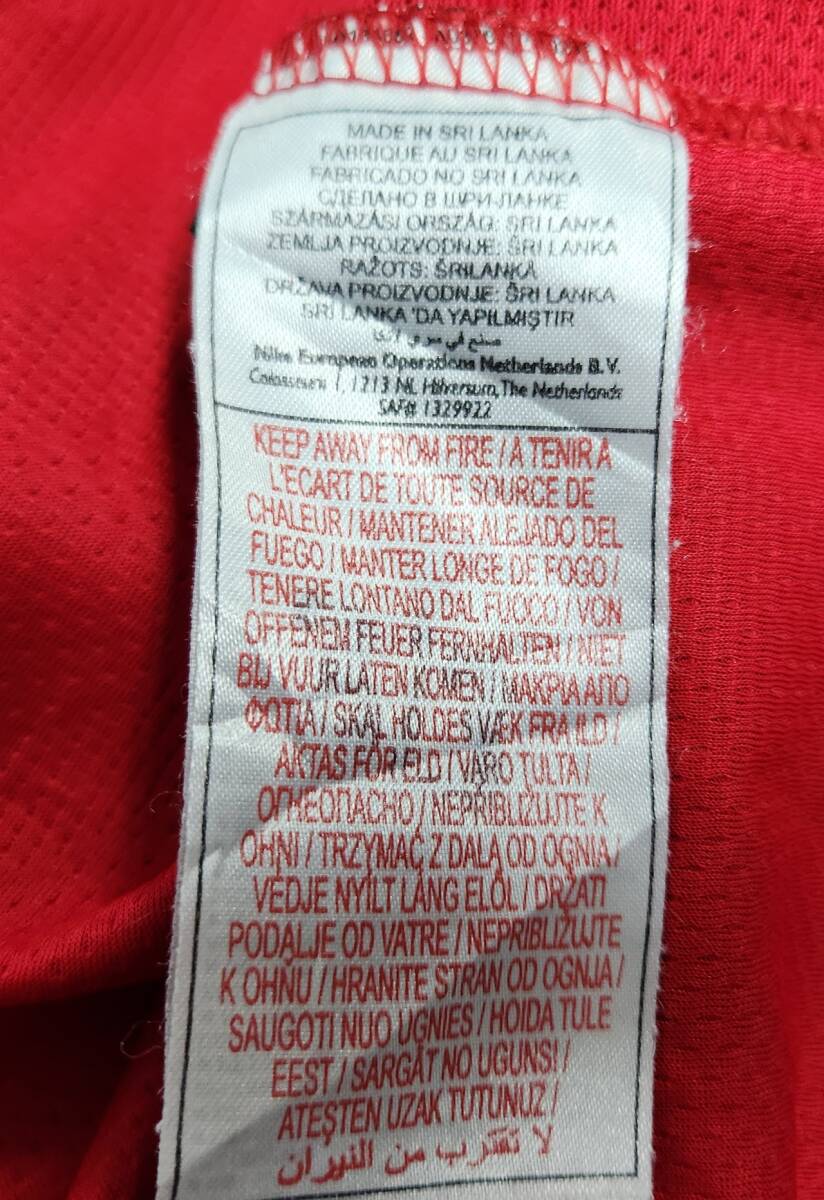 MADE IN SRI LANKA
FABRIQUE AU SRI LANKA
FABRICADO NO SRI LANKA
СДЕЛАНО В ШРИ-ЛАНКЕ
SZÁRMAZÁSI ORSZÁG: SRI LANKA
ZEMLJA PROIZVODNJE: ŠRI LANKA
RAŽOTS: ŠRILANKĀ
DRŽAVA PROIZVODNJE: ŠRI LANKA
SRI LANKA'DA YAPILMIŞTIR
صنع في سري لانكا
Nike European Operations Netherlands B.V.
Colosseum 1, 1213 NL Hilversum, The Netherlands
SAF# 1329922
KEEP AWAY FROM FIRE / A TENIR A
L'ECART DE TOUTE SOURCE DE
CHALEUR / MANTENER ALEJADO DEL
FUEGO / MANTER LONGE DE FOGO /
TENERE LONTANO DAL FUOCO / VON
OFFENEM FEUER FERNHALTEN / NIET
BIJ VUUR LATEN KOMEN / ΜΑΚΡΙΑ ΑΠΟ
ΦΩΤΙΑ / SKAL HOLDES VÆK FRA ILD /
AKTAS FÖR ELD / VARO TULTA /
ОГНЕОПАСНО / NEPŘIBLIŽUJTE K
OHNI / TRZYMAĆ Z DALA OD OGNIA /
VEDJE NYÍLT LÁNG ELÖL / DRŽATI
PODALJE OD VATRE / NEPRIBLIŽUJTE
K OHŇU / HRANITE STRAN OD OGNJA /
SAUGOTI NUO UGNIES / HOIDA TULE
EEST / SARGĀT NO UGUNS! /
ATEŞTEN UZAK TUTUNUZ /
لا تقترب من النيران